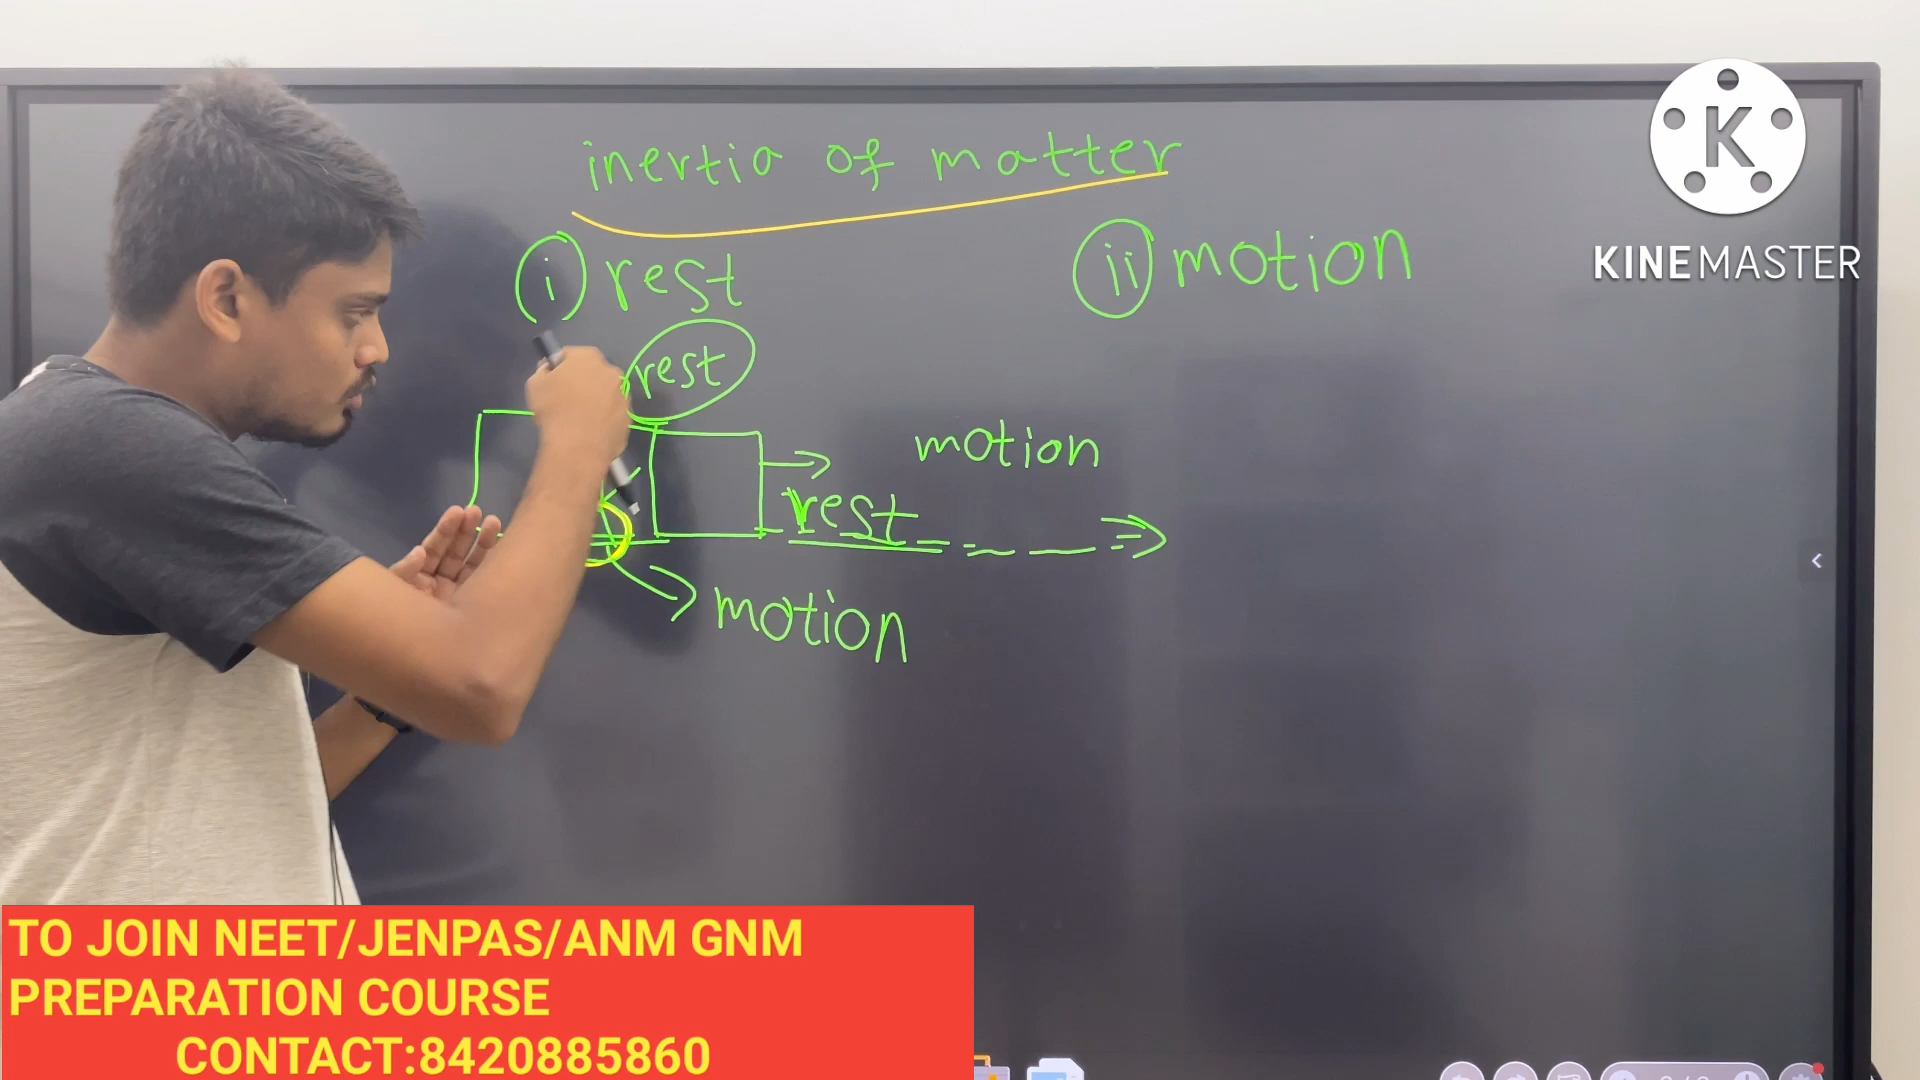 inertia of matter
i rest
ii motion
rest
motion
rest
motion
K
KINEMASTER
TO JOIN NEET/JENPAS/ANM GNM
PREPARATION COURSE
CONTACT:8420885860